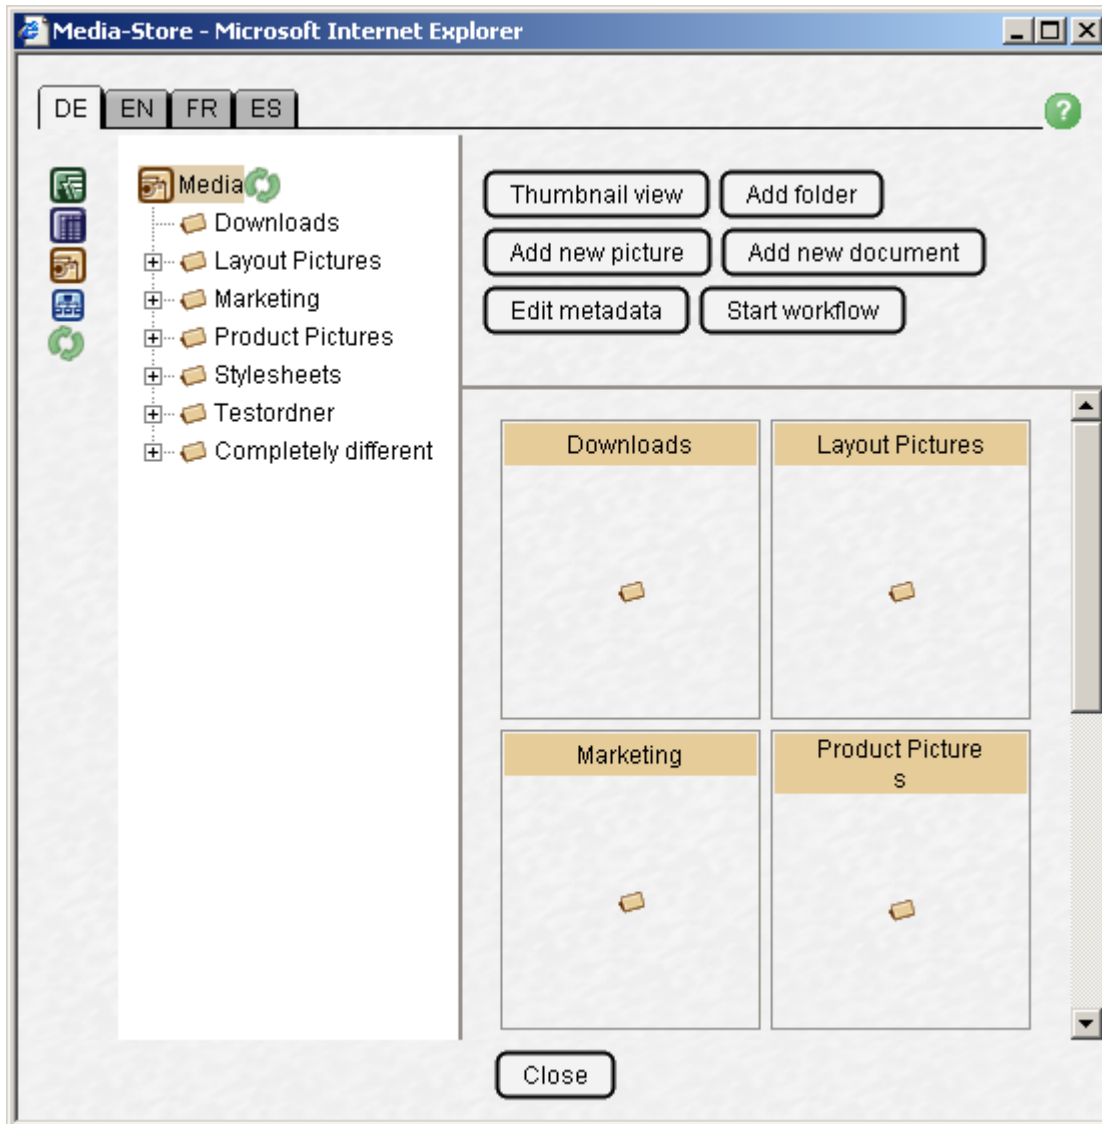 Media-Store - Microsoft Internet Explorer
DE EN FR ES
?
Media
Downloads
Layout Pictures
Marketing
Product Pictures
Stylesheets
Testordner
Completely different
Thumbnail view Add folder
Add new picture Add new document
Edit metadata Start workflow
Downloads Layout Pictures
Marketing Product Picture
s
Close